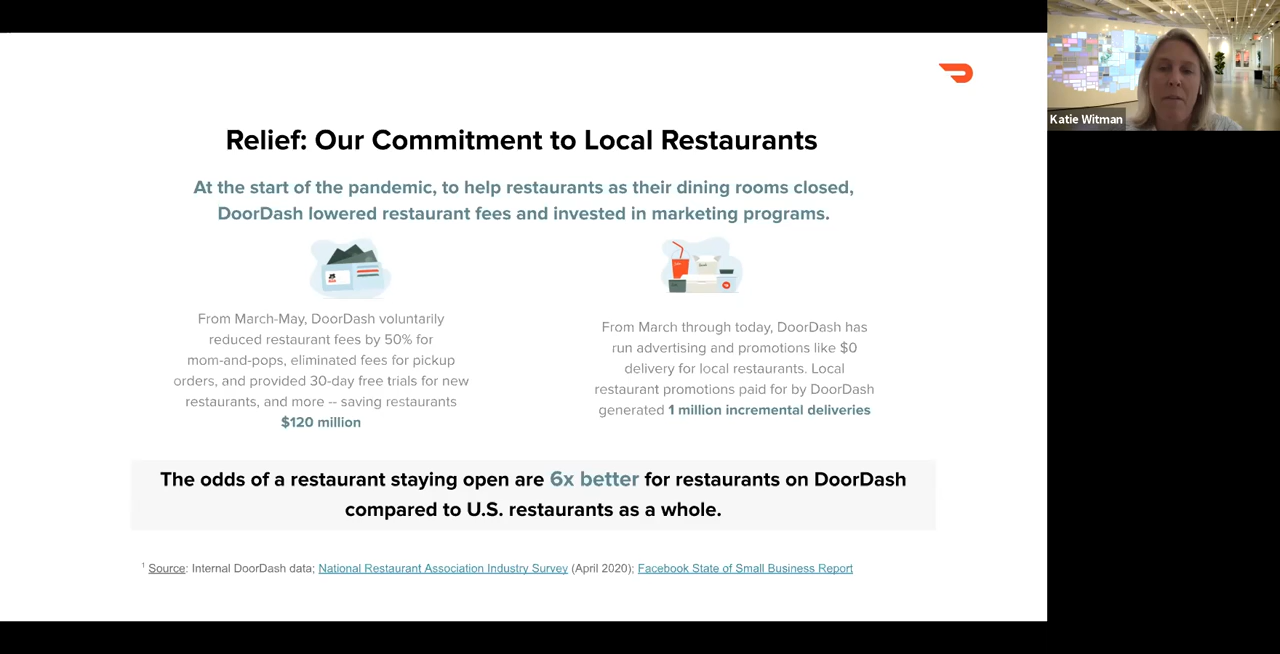 Katie Witman
Relief: Our Commitment to Local Restaurants
At the start of the pandemic, to help restaurants as their dining rooms closed,
DoorDash lowered restaurant fees and invested in marketing programs.
From March-May, DoorDash voluntarily
reduced restaurant fees by 50% for
mom-and-pops, eliminated fees for pickup
orders, and provided 30-day free trials for new
restaurants, and more -- saving restaurants
$120 million
From March through today, DoorDash has
run advertising and promotions like $0
delivery for local restaurants. Local
restaurant promotions paid for by DoorDash
generated 1 million incremental deliveries
The odds of a restaurant staying open are 6x better for restaurants on DoorDash
compared to U.S. restaurants as a whole.
1 Source: Internal DoorDash data; National Restaurant Association Industry Survey (April 2020); Facebook State of Small Business Report